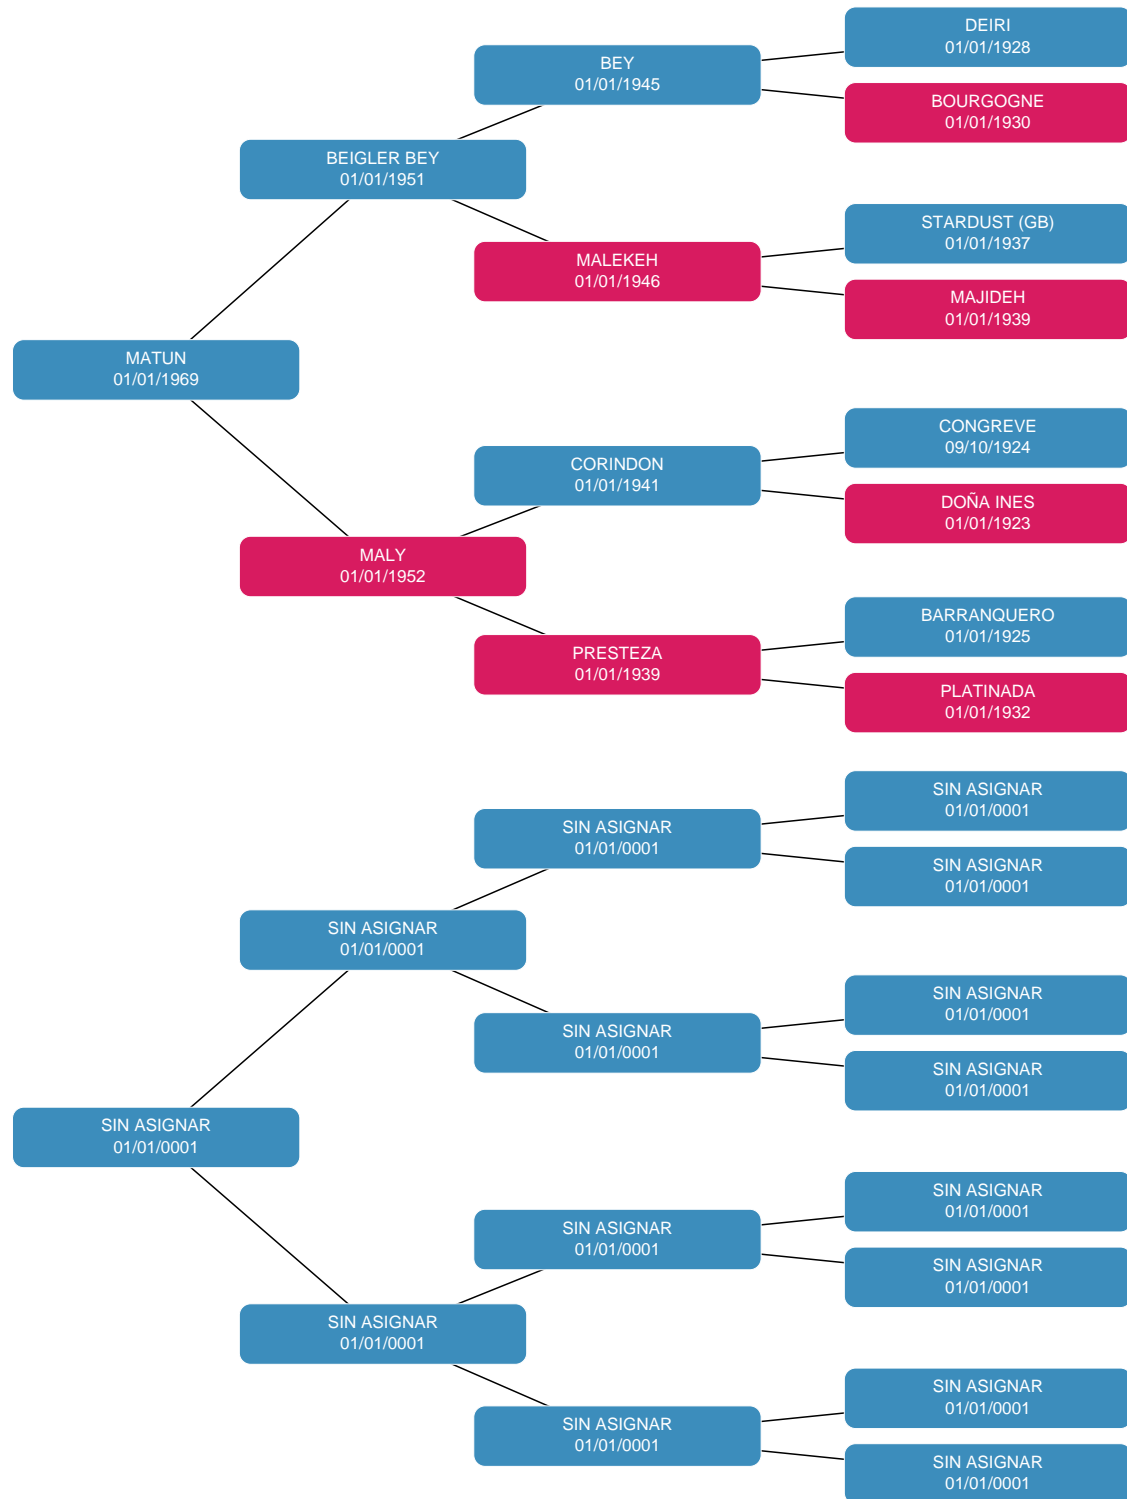 DEIRI
01/01/1928
BEY
01/01/1945
BOURGOGNE
01/01/1930
BEIGLER BEY
01/01/1951
STARDUST (GB)
01/01/1937
MALEKEH
01/01/1946
MAJIDEH
01/01/1939
MATUN
01/01/1969
CONGREVE
09/10/1924
CORINDON
01/01/1941
DOÑA INES
01/01/1923
MALY
01/01/1952
BARRANQUERO
01/01/1925
PRESTEZA
01/01/1939
PLATINADA
01/01/1932
SIN ASIGNAR
01/01/0001
SIN ASIGNAR
01/01/0001
SIN ASIGNAR
01/01/0001
SIN ASIGNAR
01/01/0001
SIN ASIGNAR
01/01/0001
SIN ASIGNAR
01/01/0001
SIN ASIGNAR
01/01/0001
SIN ASIGNAR
01/01/0001
SIN ASIGNAR
01/01/0001
SIN ASIGNAR
01/01/0001
SIN ASIGNAR
01/01/0001
SIN ASIGNAR
01/01/0001
SIN ASIGNAR
01/01/0001
SIN ASIGNAR
01/01/0001
SIN ASIGNAR
01/01/0001